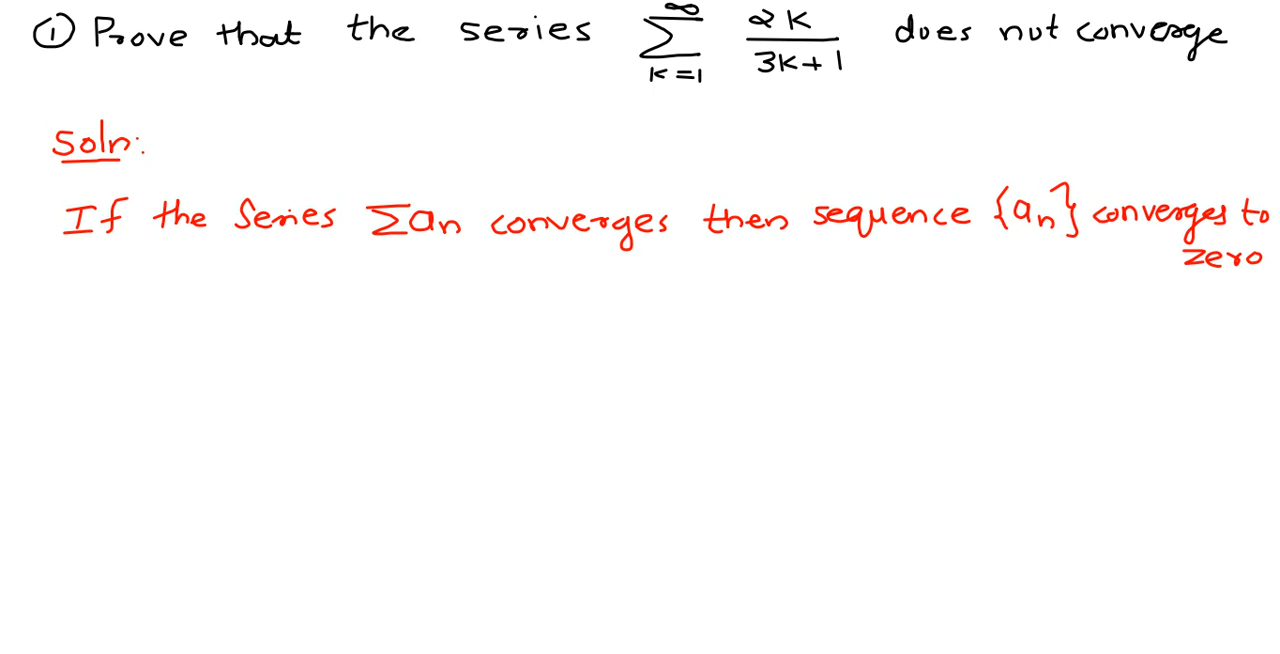 ① Prove that the series ∑_{k=1}^{∞} 2k/(3k+1) does not converge
Soln:
If the series ∑an converges then sequence {an} converges to
zero